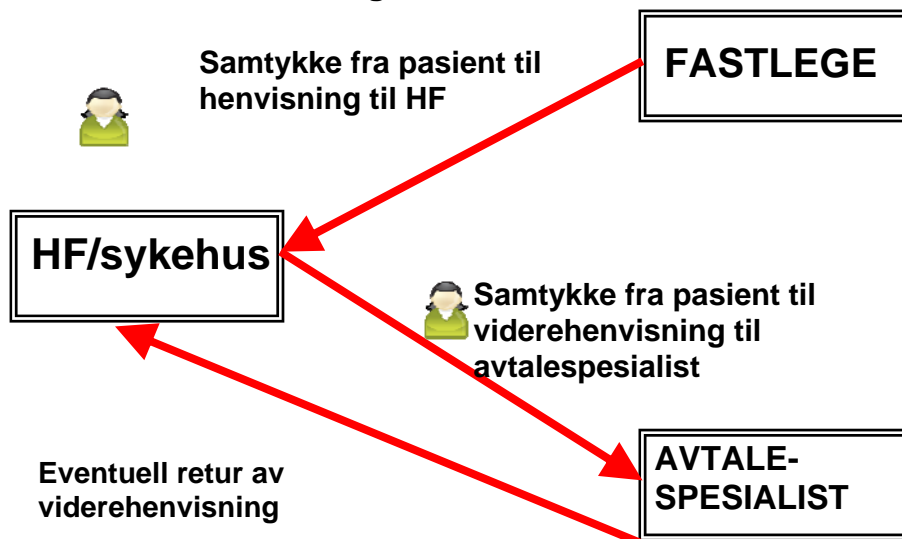 Samtykke fra pasient til
henvisning til HF
FASTLEGE
HF/sykehus
Samtykke fra pasient til
viderehenvisning til
avtalespesialist
Eventuell retur av
viderehenvisning
AVTALE-
SPESIALIST